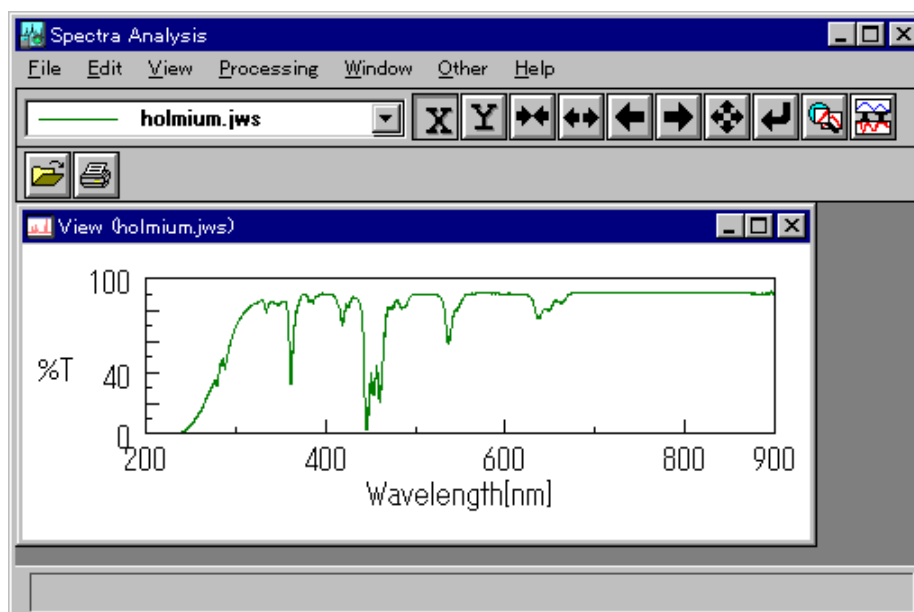 Spectra Analysis
File Edit View Processing Window Other Help
holmium.jws
X Y
View (holmium.jws)
100
%T 40
0
200 400 600 800 900
Wavelength[nm]